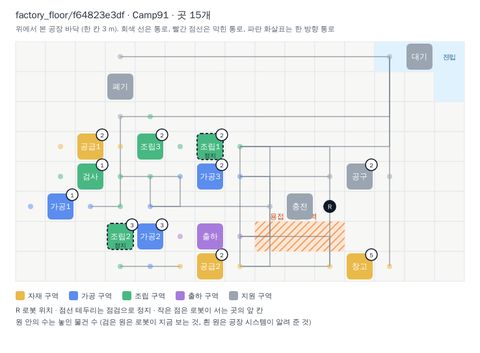 factory_floor/f64823e3df · Camp91 · 곳 15개
위에서 본 공장 바닥 (한 칸 3 m). 회색 선은 통로, 빨간 점선은 막힌 통로, 파란 화살표는 한 방향 통로
대기
진입
폐기
공급1 2
조립3 2
조립1 2
정지
검사 1
가공3 2
공구 2
가공1 1
충전
R
용접
역
조립2 3
정지
가공2 3
출하
공급2 2
창고 5
자재 구역
가공 구역
조립 구역
출하 구역
지원 구역
R 로봇 위치 · 점선 테두리는 점검으로 정지 · 작은 점은 로봇이 서는 곳의 앞 칸
원 안의 수는 놓인 물건 수 (검은 원은 로봇이 지금 보는 것, 흰 원은 공장 시스템이 알려 준 것)